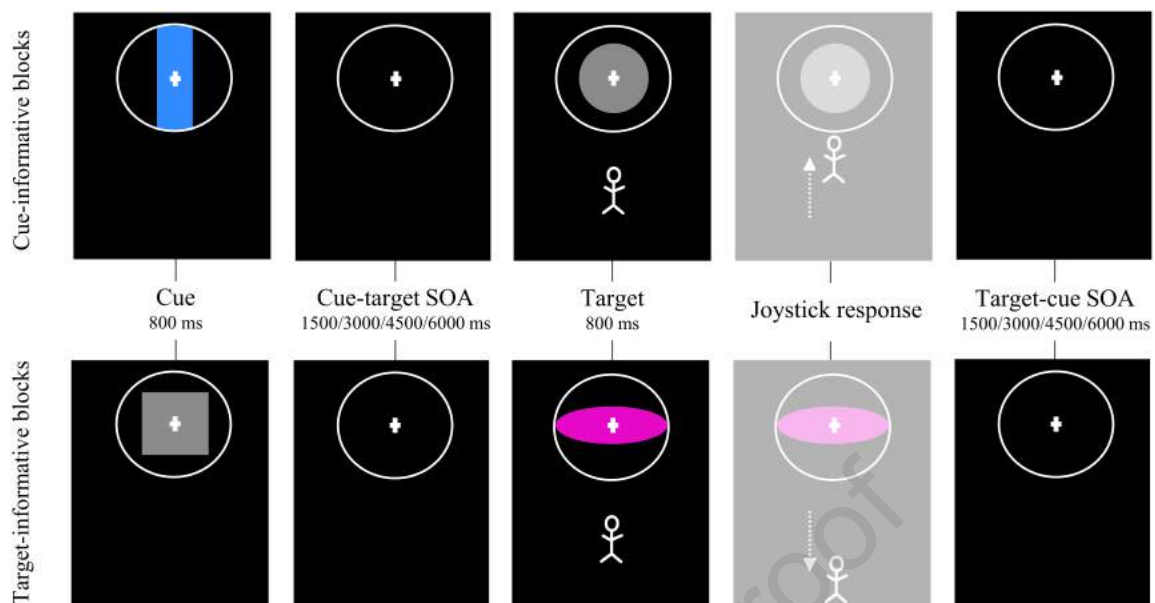 Cue-informative blocks
Cue
800 ms
Cue-target SOA
1500/3000/4500/6000 ms
Target
800 ms
Joystick response
Target-cue SOA
1500/3000/4500/6000 ms
Target-informative blocks